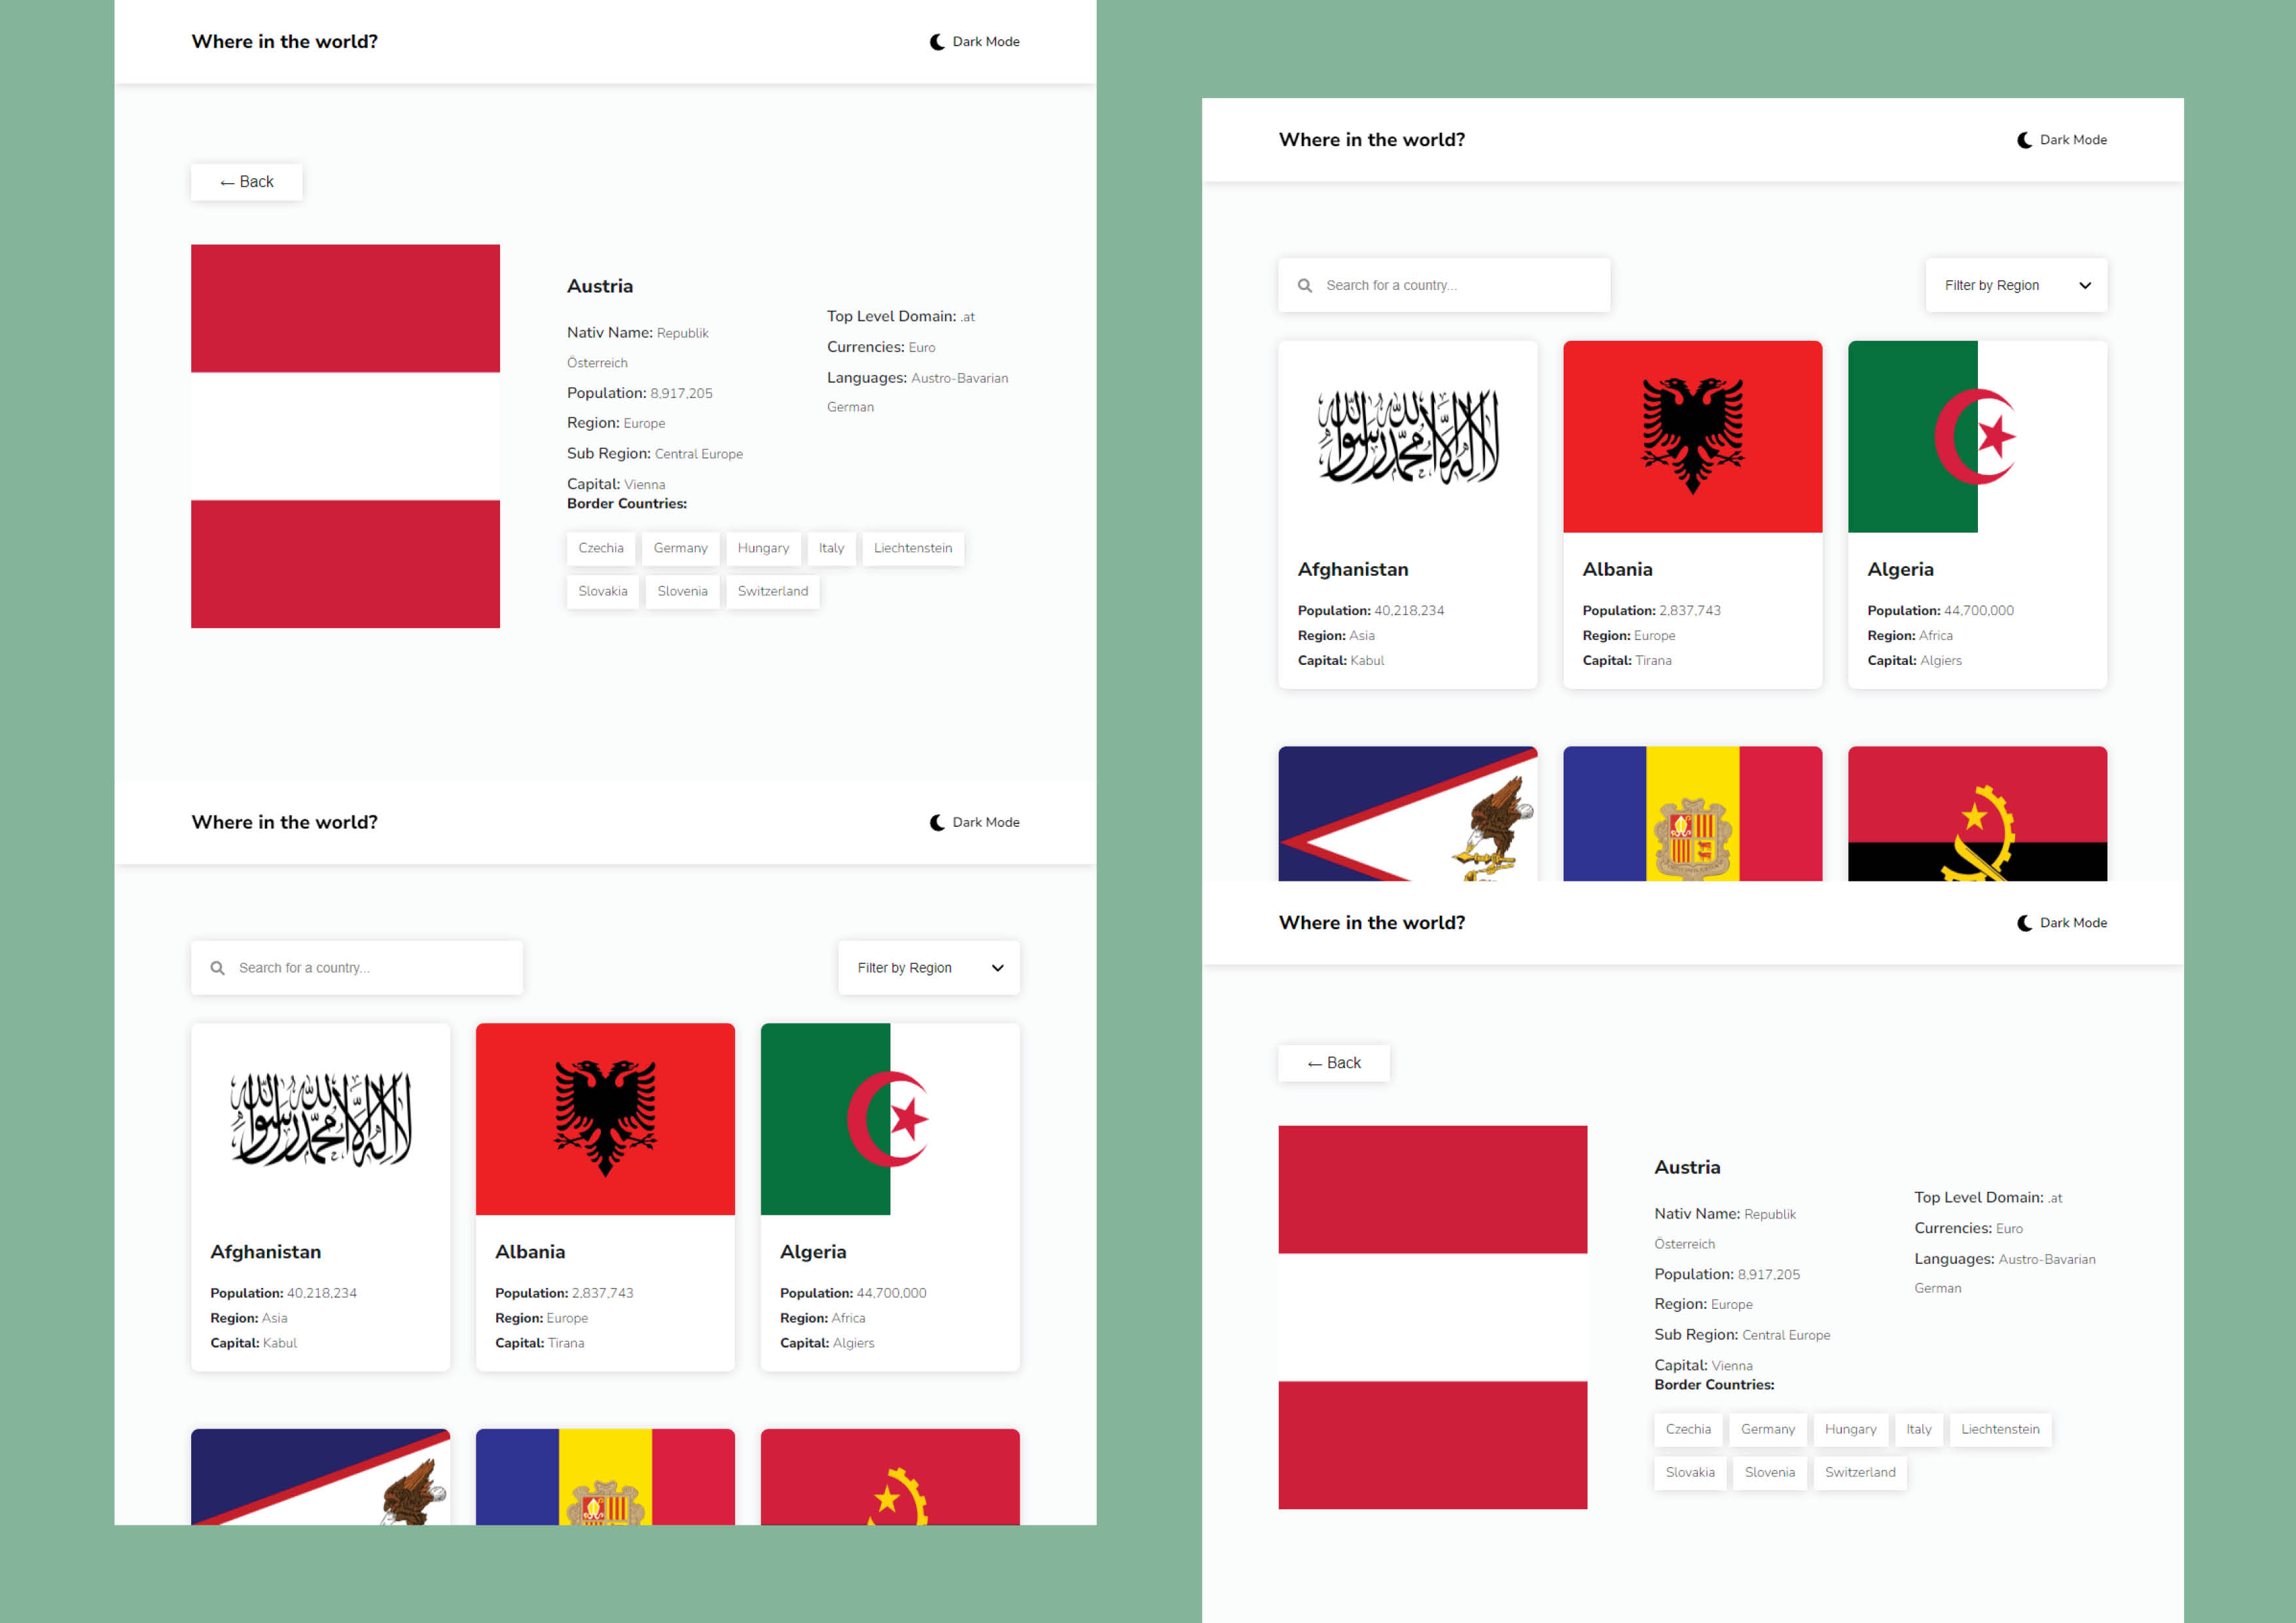 Where in the world?
Dark Mode
← Back
Austria
Nativ Name: Republik
Österreich
Population: 8,917,205
Region: Europe
Sub Region: Central Europe
Capital: Vienna
Top Level Domain: .at
Currencies: Euro
Languages: Austro-Bavarian
German
Border Countries:
Czechia Germany Hungary Italy Liechtenstein
Slovakia Slovenia Switzerland
Where in the world?
Dark Mode
Search for a country...
Filter by Region
Afghanistan
Population: 40,218,234
Region: Asia
Capital: Kabul
Albania
Population: 2,837,743
Region: Europe
Capital: Tirana
Algeria
Population: 44,700,000
Region: Africa
Capital: Algiers
Where in the world?
Dark Mode
Search for a country...
Filter by Region
لا إله إلا الله محمد رسول الله
Afghanistan
Population: 40,218,234
Region: Asia
Capital: Kabul
Albania
Population: 2,837,743
Region: Europe
Capital: Tirana
Algeria
Population: 44,700,000
Region: Africa
Capital: Algiers
Where in the world?
Dark Mode
← Back
Austria
Nativ Name: Republik
Österreich
Population: 8,917,205
Region: Europe
Sub Region: Central Europe
Capital: Vienna
Top Level Domain: .at
Currencies: Euro
Languages: Austro-Bavarian
German
Border Countries:
Czechia Germany Hungary Italy Liechtenstein
Slovakia Slovenia Switzerland